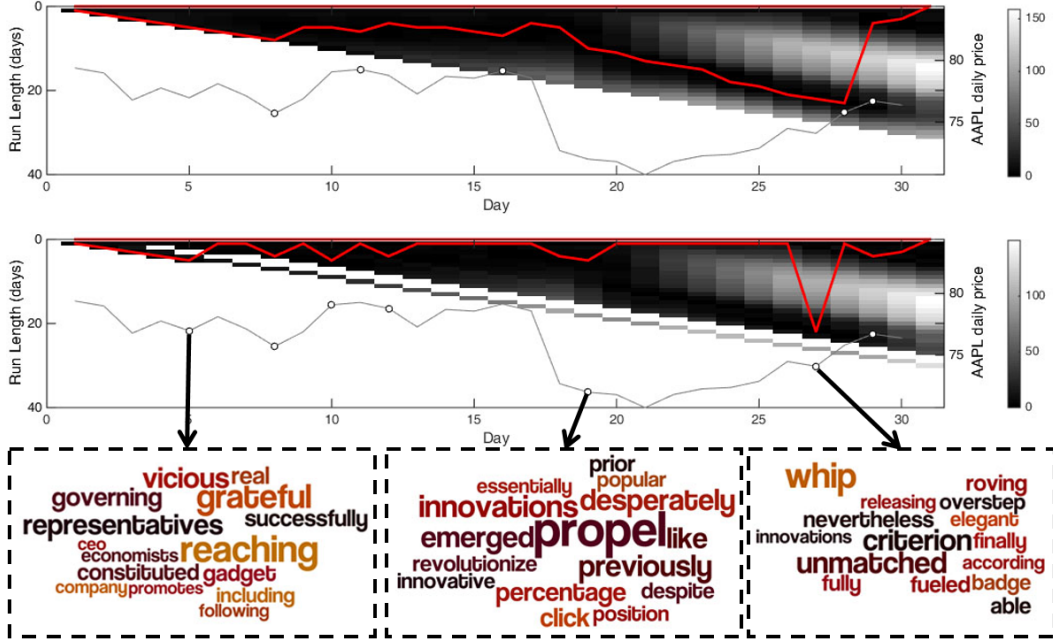 0
20
40
Run Length (days)
0 5 10 15 20 25 30
Day
80
75
AAPL daily price
150
100
50
0
0
20
40
Run Length (days)
0 5 10 15 20 25 30
Day
80
75
AAPL daily price
100
50
0
vicious real
governing grateful
representatives successfully
ceo
economists reaching
constituted gadget
company promotes including
following
prior
essentially popular
innovations desperately
emerged propel like
revolutionize previously
innovative
percentage despite
click position
whip roving
releasing overstep
nevertheless elegant
innovations criterion finally
unmatched according
fully fueled badge
able